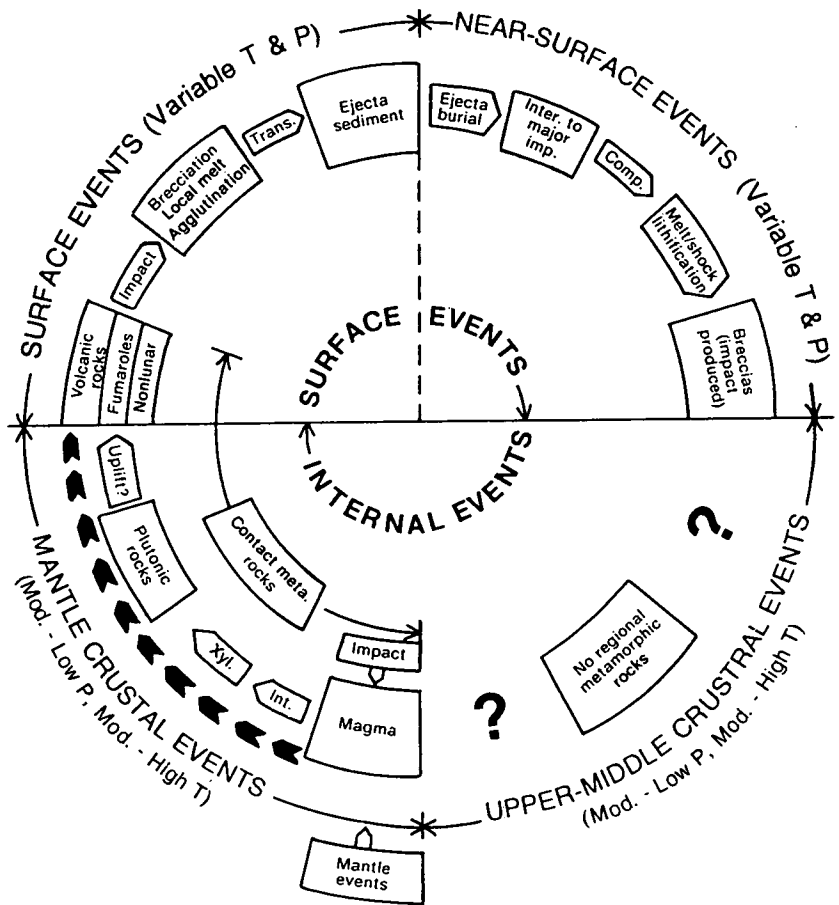 SURFACE EVENTS (Variable T & P)
NEAR-SURFACE EVENTS (Variable T & P)
Ejecta
sediment
Trans.
Brecciation
Local melt
Agglutination
Impact
Volcanic
rocks
Fumaroles
Nonlunar
Ejecta
burial
Inter. to
major
imp.
Comp.
Melt/shock
lithification
Breccias
(impact
produced)
SURFACE EVENTS
INTERNAL EVENTS
Uplift?
Plutonic
rocks
Contact meta.
rocks
Xyl.
Int.
Impact
Magma
?
No regional
metamorphic
rocks
?
MANTLE CRUSTAL EVENTS
(Mod. - Low P, Mod. - High T)
UPPER-MIDDLE CRUSTRAL EVENTS
(Mod. - Low P, Mod. - High T)
Mantle
events